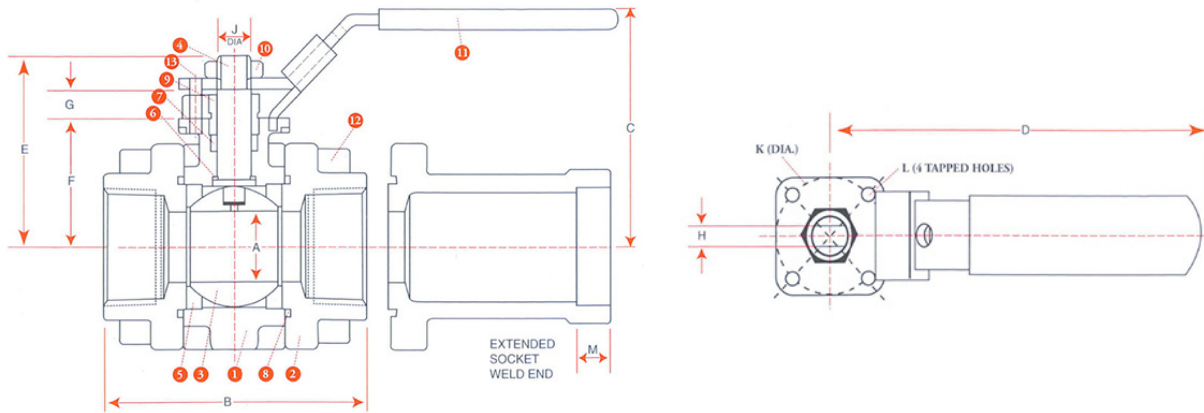 J
DIA
4
10
13
11
9
G
7
6
12
C
E
F
A
5
3
1
8
2
B
EXTENDED
SOCKET
WELD END
M
D
K (DIA.)
L (4 TAPPED HOLES)
H